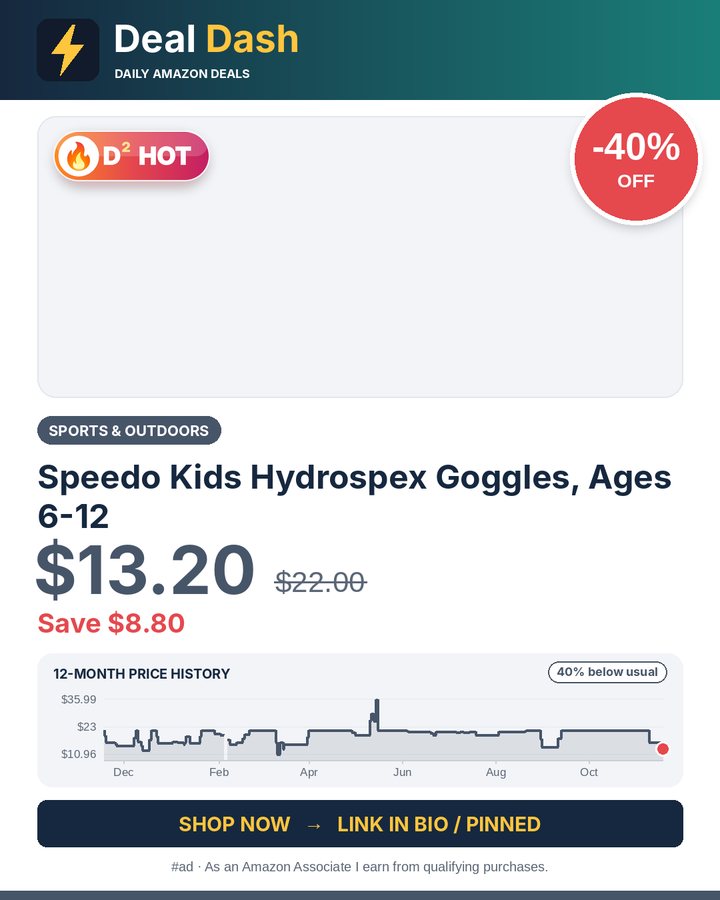 Deal Dash
DAILY AMAZON DEALS
D² HOT
-40%
OFF
SPORTS & OUTDOORS
Speedo Kids Hydrospex Goggles, Ages
6-12
$13.20 $22.00
Save $8.80
12-MONTH PRICE HISTORY
40% below usual
$35.99
$23
$10.96
Dec Feb Apr Jun Aug Oct
SHOP NOW → LINK IN BIO / PINNED
#ad · As an Amazon Associate I earn from qualifying purchases.